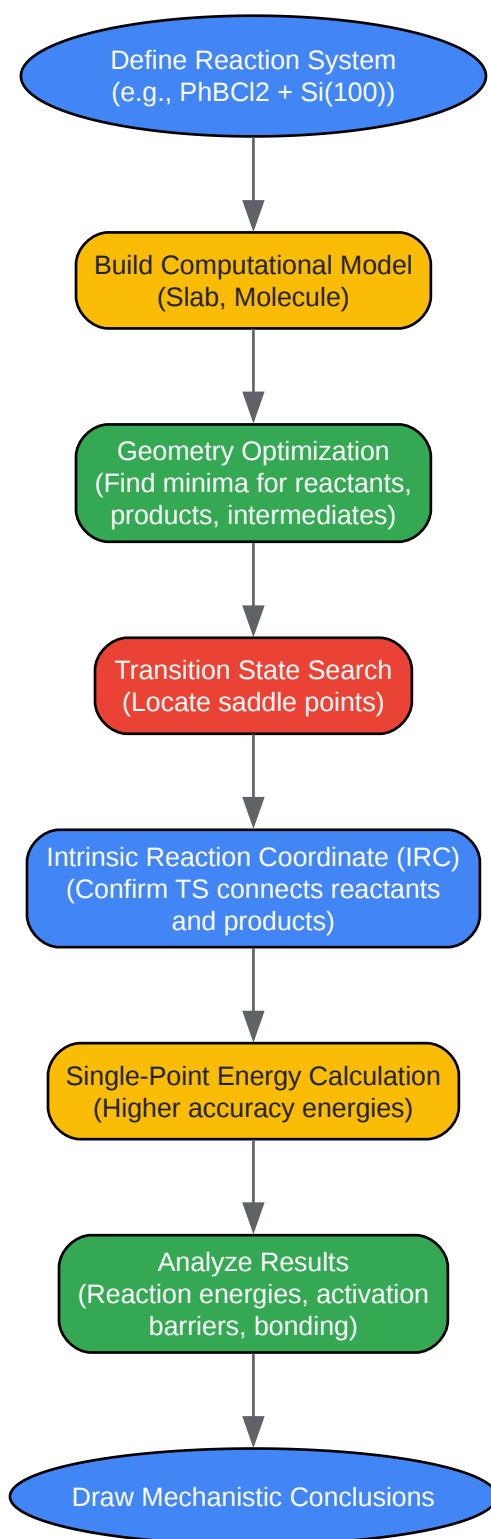 Define Reaction System
(e.g., PhBCl2 + Si(100))
Build Computational Model
(Slab, Molecule)
Geometry Optimization
(Find minima for reactants,
products, intermediates)
Transition State Search
(Locate saddle points)
Intrinsic Reaction Coordinate (IRC)
(Confirm TS connects reactants
and products)
Single-Point Energy Calculation
(Higher accuracy energies)
Analyze Results
(Reaction energies, activation
barriers, bonding)
Draw Mechanistic Conclusions